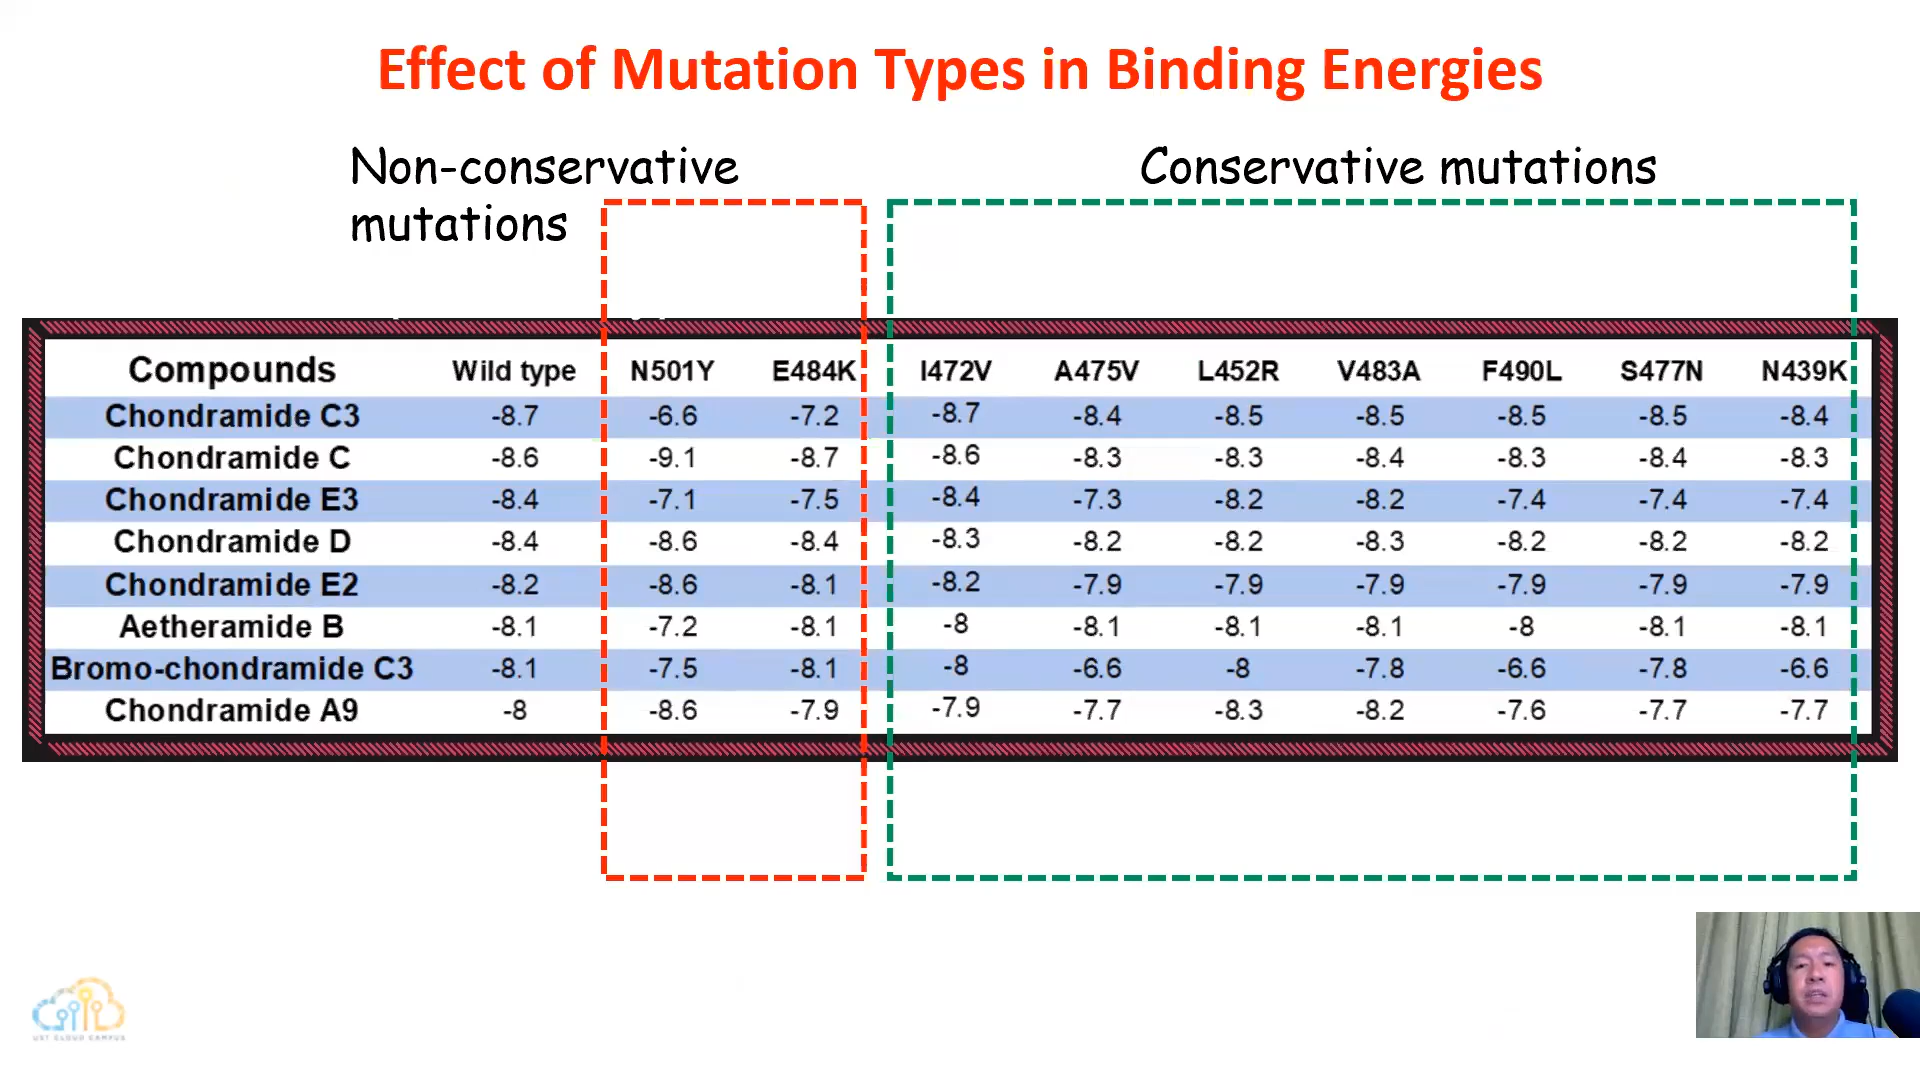 Effect of Mutation Types in Binding Energies
Non-conservative
mutations
Conservative mutations
Compounds Wild type N501Y E484K I472V A475V L452R V483A F490L S477N N439K
Chondramide C3 -8.7 -6.6 -7.2 -8.7 -8.4 -8.5 -8.5 -8.5 -8.5 -8.4
Chondramide C -8.6 -9.1 -8.7 -8.6 -8.3 -8.3 -8.4 -8.3 -8.4 -8.3
Chondramide E3 -8.4 -7.1 -7.5 -8.4 -7.3 -8.2 -8.2 -7.4 -7.4 -7.4
Chondramide D -8.4 -8.6 -8.4 -8.3 -8.2 -8.2 -8.3 -8.2 -8.2 -8.2
Chondramide E2 -8.2 -8.6 -8.1 -8.2 -7.9 -7.9 -7.9 -7.9 -7.9 -7.9
Aetheramide B -8.1 -7.2 -8.1 -8 -8.1 -8.1 -8.1 -8 -8.1 -8.1
Bromo-chondramide C3 -8.1 -7.5 -8.1 -8 -6.6 -8 -7.8 -6.6 -7.8 -6.6
Chondramide A9 -8 -8.6 -7.9 -7.9 -7.7 -8.3 -8.2 -7.6 -7.7 -7.7
UST CLOUD CAMPUS